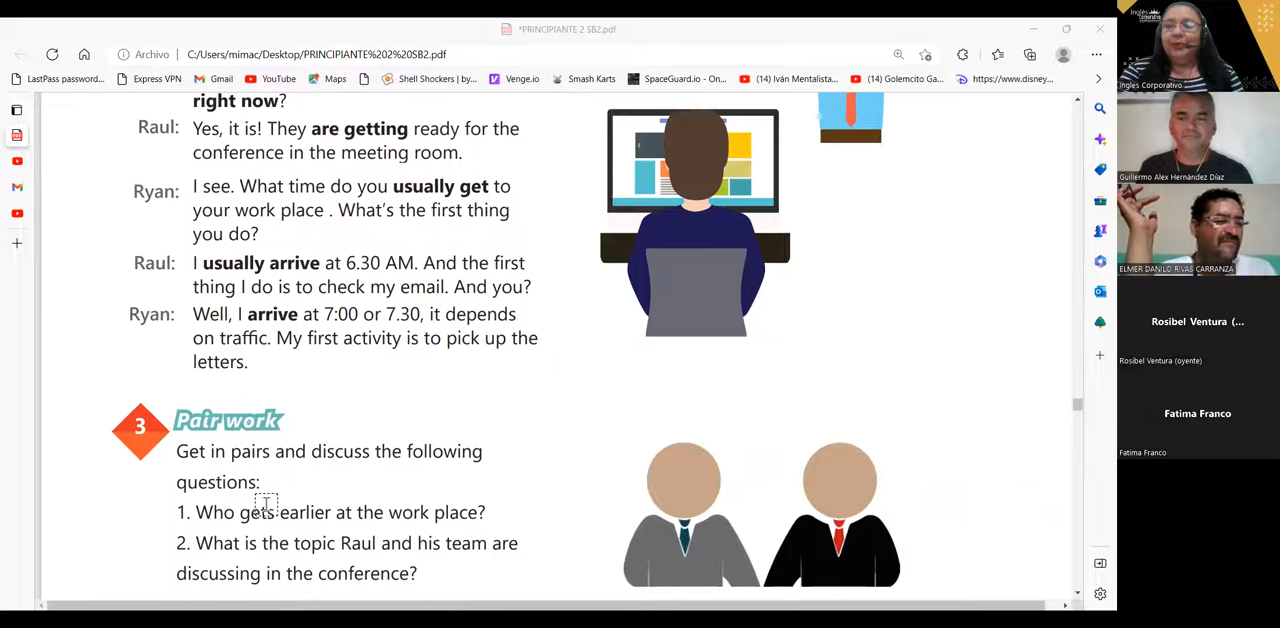 *PRINCIPIANTE 2 SB2.pdf
Archivo | C:/Users/mimac/Desktop/PRINCIPIANTE%202%20SB2.pdf
LastPass password... Express VPN Gmail YouTube Maps Shell Shockers | by... Venge.io Smash Karts SpaceGuard.io - On... (14) Iván Mentalista... (14) Golemcito Ga... https://www.disney...
right now?
Raul: Yes, it is! They are getting ready for the
conference in the meeting room.
Ryan: I see. What time do you usually get to
your work place . What's the first thing
you do?
Raul: I usually arrive at 6.30 AM. And the first
thing I do is to check my email. And you?
Ryan: Well, I arrive at 7:00 or 7.30, it depends
on traffic. My first activity is to pick up the
letters.
3 Pair work
Get in pairs and discuss the following
questions:
1. Who gets earlier at the work place?
2. What is the topic Raul and his team are
discussing in the conference?
Inglés
Corporativo
Ingles Corporativo
Guillermo Alex Hernández Díaz
ELMER DANILO RIVAS CARRANZA
Rosibel Ventura (...
Rosibel Ventura (oyente)
Fatima Franco
Fatima Franco